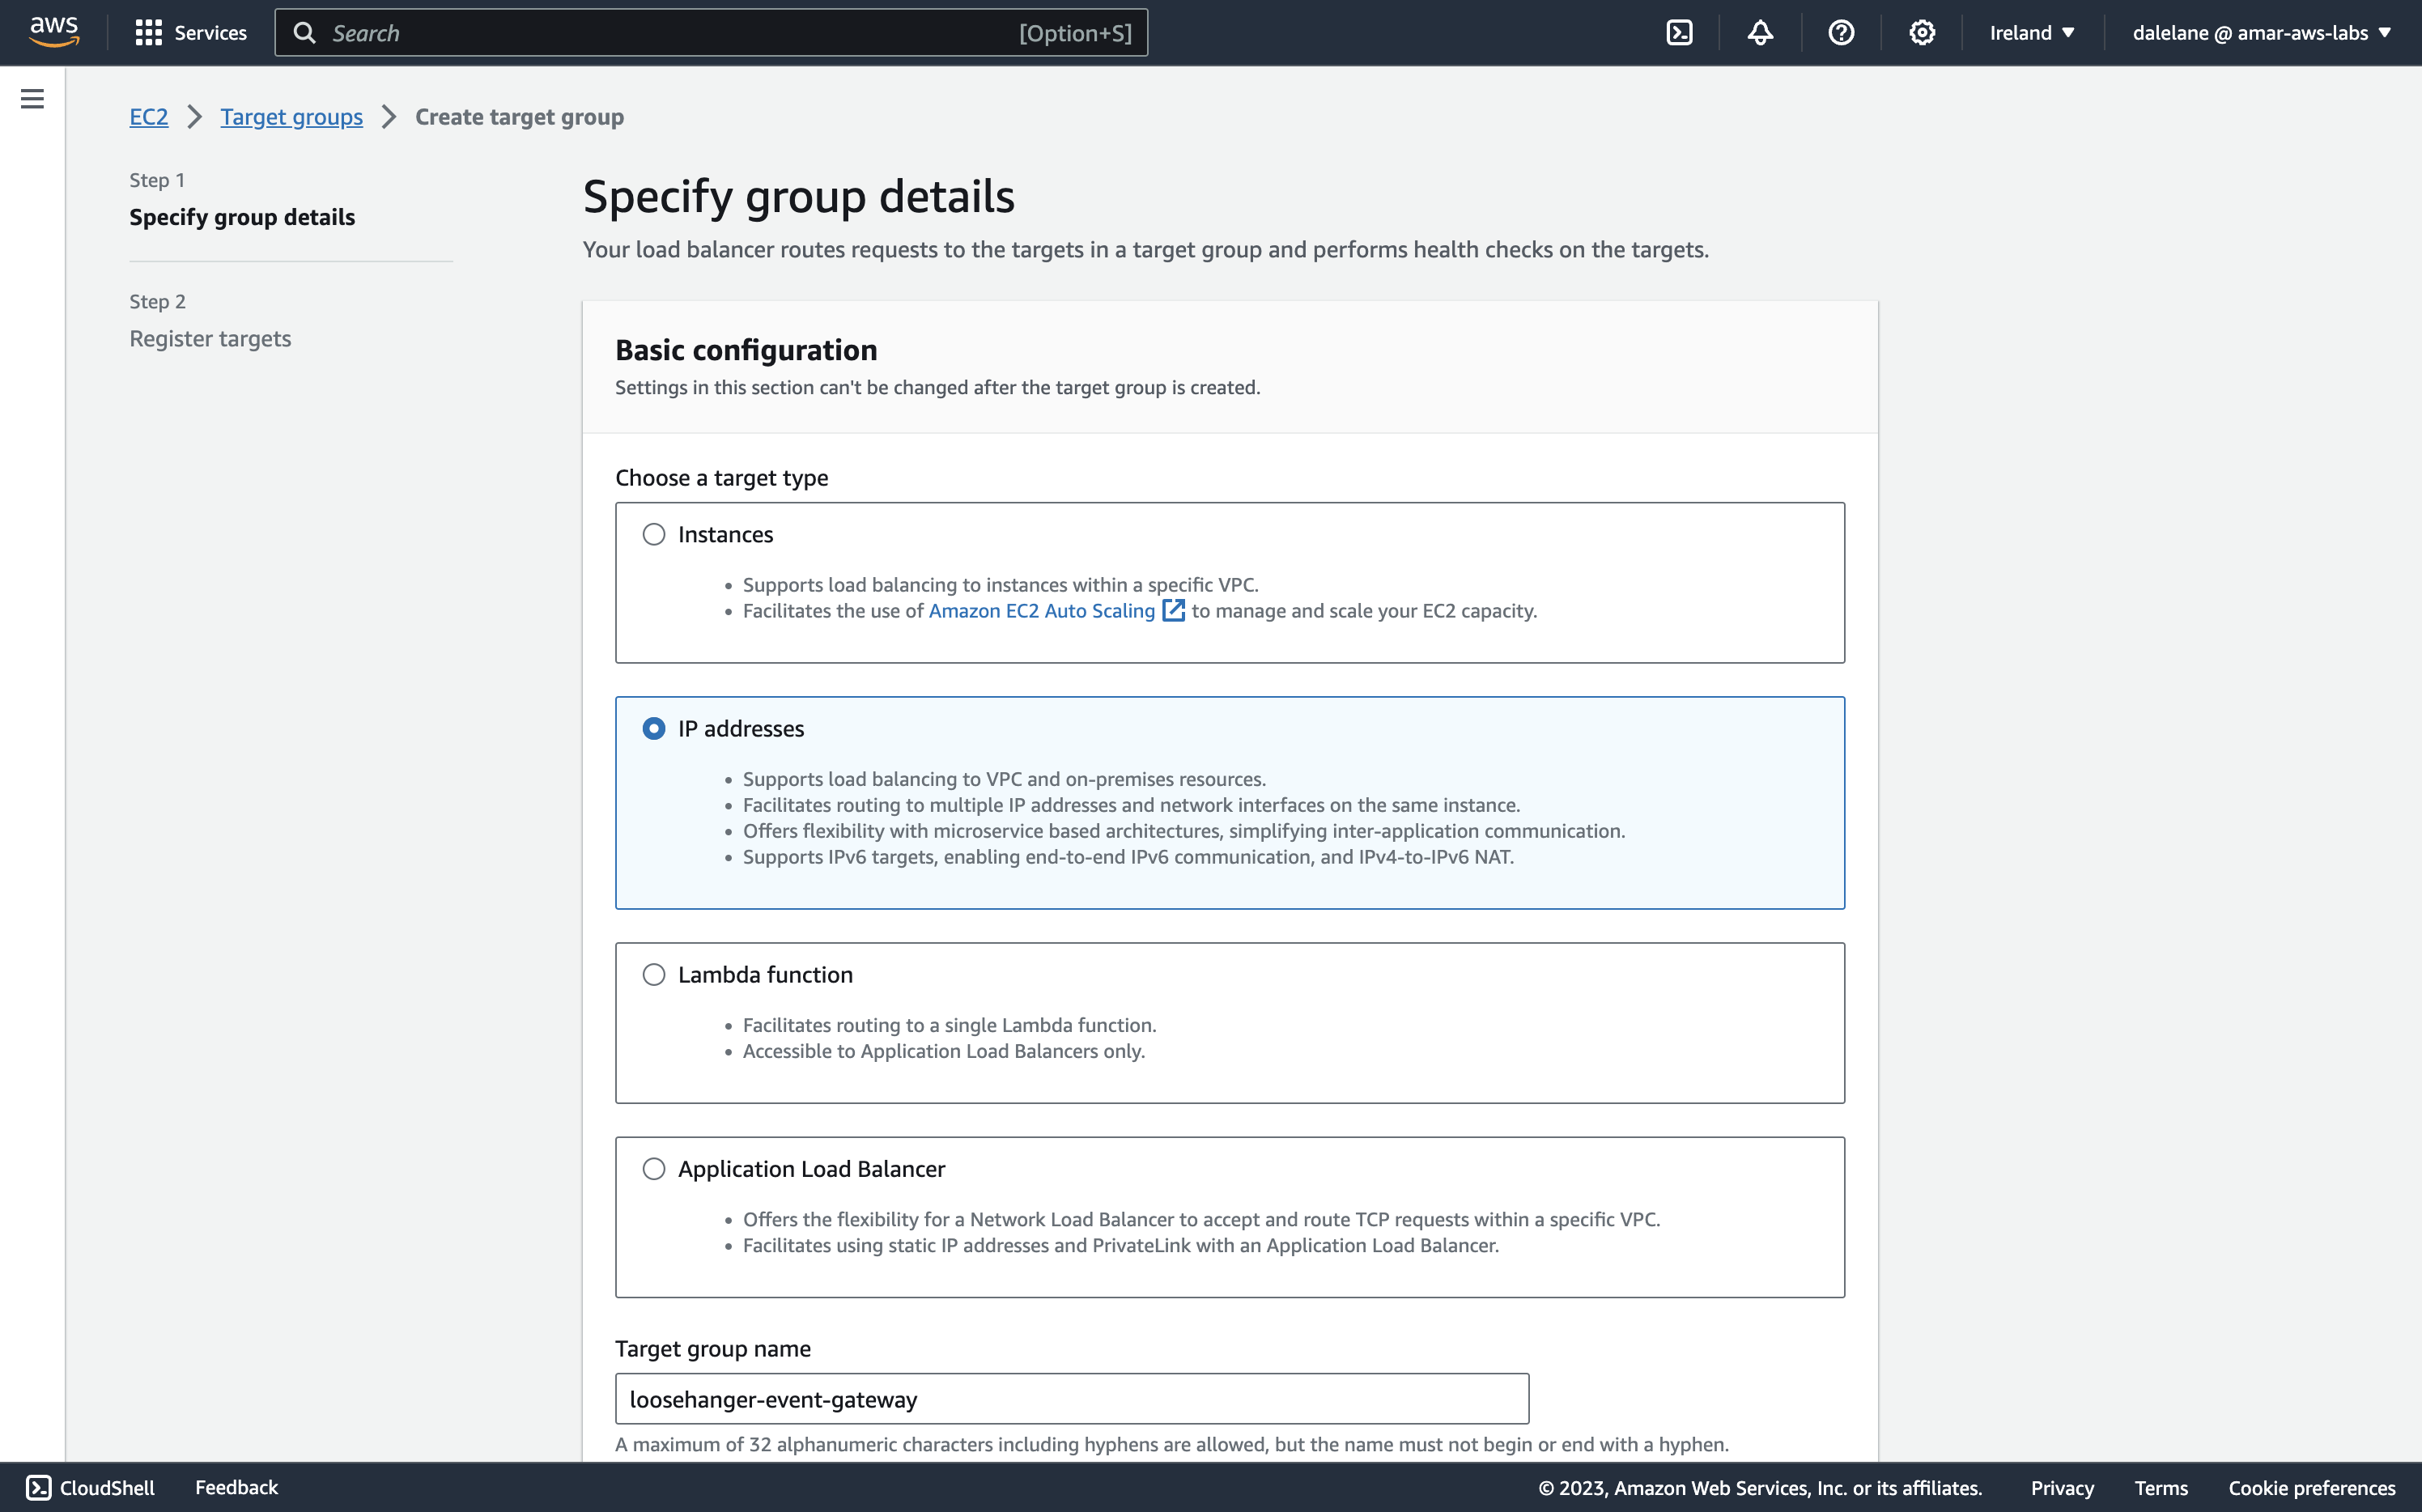 aws
Services
Search
[Option+S]
Ireland
dalelane @ amar-aws-labs
EC2
Target groups
Create target group
Step 1
Specify group details
Step 2
Register targets
Specify group details
Your load balancer routes requests to the targets in a target group and performs health checks on the targets.
Basic configuration
Settings in this section can't be changed after the target group is created.
Choose a target type
Instances
• Supports load balancing to instances within a specific VPC.
• Facilitates the use of Amazon EC2 Auto Scaling to manage and scale your EC2 capacity.
IP addresses
• Supports load balancing to VPC and on-premises resources.
• Facilitates routing to multiple IP addresses and network interfaces on the same instance.
• Offers flexibility with microservice based architectures, simplifying inter-application communication.
• Supports IPv6 targets, enabling end-to-end IPv6 communication, and IPv4-to-IPv6 NAT.
Lambda function
• Facilitates routing to a single Lambda function.
• Accessible to Application Load Balancers only.
Application Load Balancer
• Offers the flexibility for a Network Load Balancer to accept and route TCP requests within a specific VPC.
• Facilitates using static IP addresses and PrivateLink with an Application Load Balancer.
Target group name
loosehanger-event-gateway
A maximum of 32 alphanumeric characters including hyphens are allowed, but the name must not begin or end with a hyphen.
CloudShell
Feedback
© 2023, Amazon Web Services, Inc. or its affiliates.
Privacy
Terms
Cookie preferences